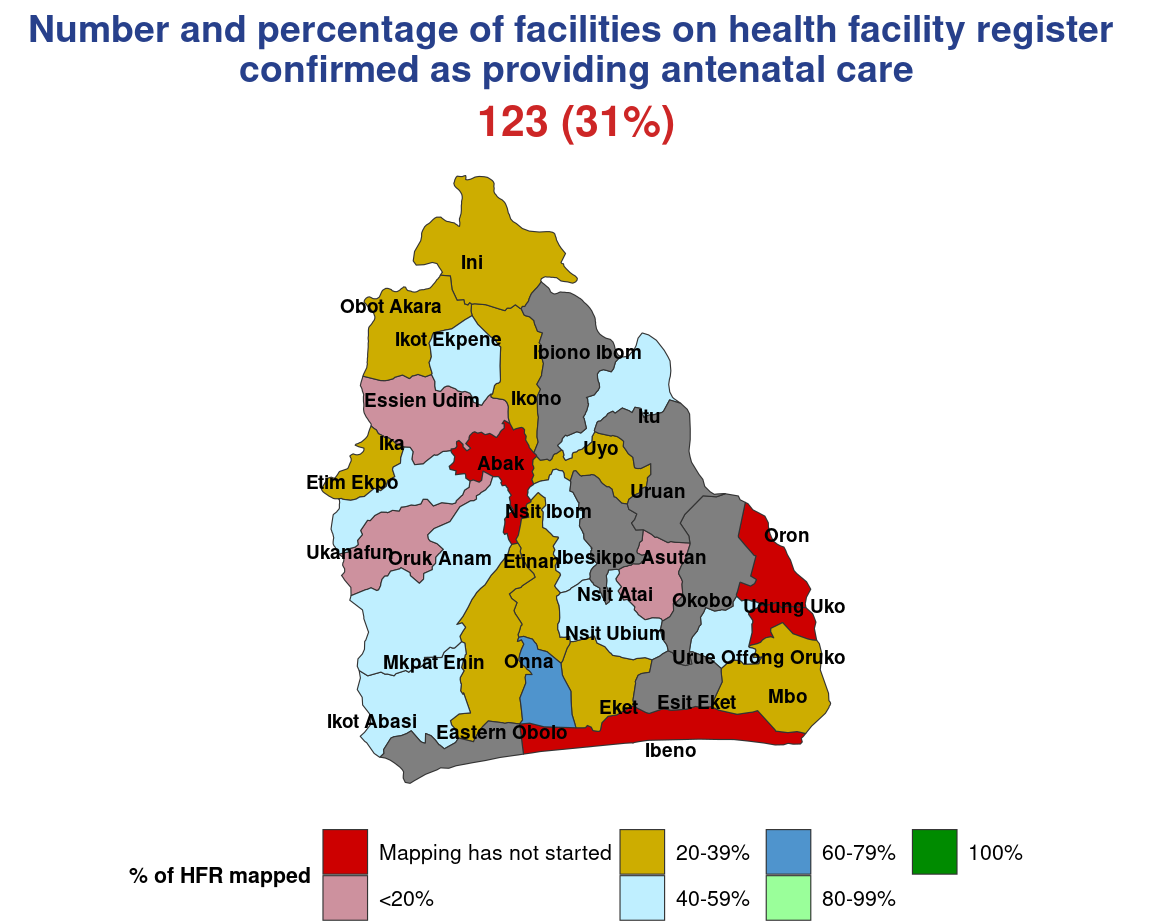 Number and percentage of facilities on health facility register
confirmed as providing antenatal care
123 (31%)
Ini
Obot Akara
Ikot Ekpene
Ibiono Ibom
Essien Udim
Ikono
Itu
Ika
Uyo
Abak
Etim Ekpo
Uruan
Nsit Ibom
Oron
Ukanafun
Oruk Anam
Etinan
Ibesikpo Asutan
Nsit Atai
Okobo
Udung Uko
Nsit Ubium
Mkpat Enin
Onna
Urue Offong Oruko
Mbo
Esit Eket
Eket
Ikot Abasi
Eastern Obolo
Ibeno
% of HFR mapped
Mapping has not started
<20%
20-39%
40-59%
60-79%
80-99%
100%